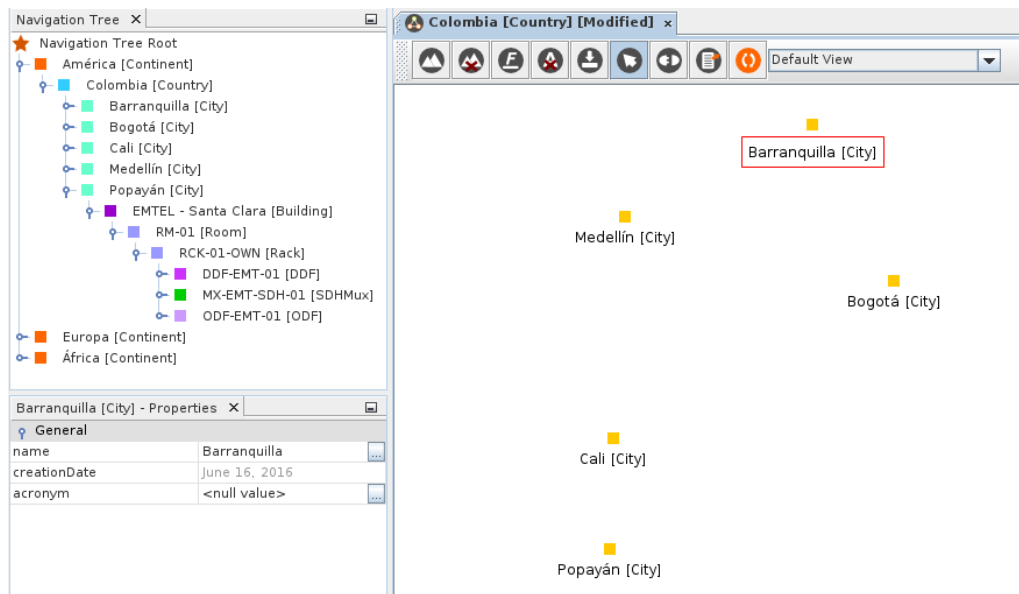 Navigation Tree
Navigation Tree Root
América [Continent]
Colombia [Country]
Barranquilla [City]
Bogotá [City]
Cali [City]
Medellín [City]
Popayán [City]
EMTEL - Santa Clara [Building]
RM-01 [Room]
RCK-01-OWN [Rack]
DDF-EMT-01 [DDF]
MX-EMT-SDH-01 [SDHMux]
ODF-EMT-01 [ODF]
Europa [Continent]
África [Continent]
Barranquilla [City] - Properties
General
name Barranquilla ...
creationDate June 16, 2016
acronym <null value> ...
Colombia [Country] [Modified]
F Default View
Barranquilla [City]
Medellín [City]
Bogotá [City]
Cali [City]
Popayán [City]